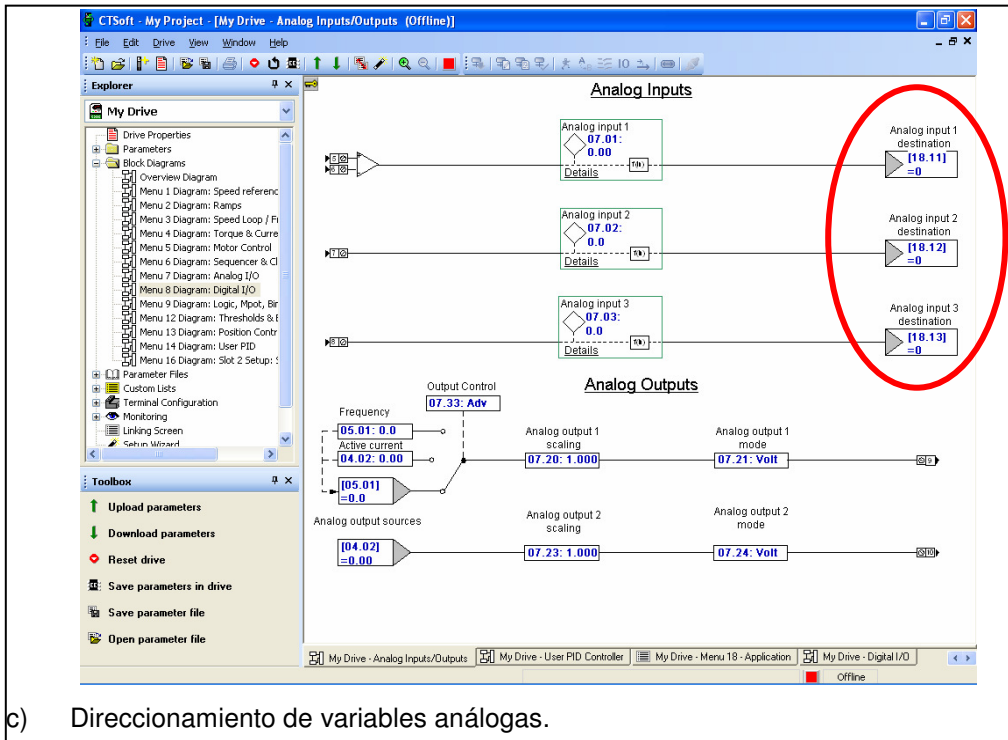 CTSoft - My Project - [My Drive - Analog Inputs/Outputs (Offline)]
File Edit Drive View Window Help
Explorer
My Drive
Drive Properties
Parameters
Block Diagrams
Overview Diagram
Menu 1 Diagram: Speed referenc
Menu 2 Diagram: Ramps
Menu 3 Diagram: Speed Loop / Fr
Menu 4 Diagram: Torque & Curre
Menu 5 Diagram: Motor Control
Menu 6 Diagram: Sequencer & Cl
Menu 7 Diagram: Analog I/O
Menu 8 Diagram: Digital I/O
Menu 9 Diagram: Logic, Mpot, Bir
Menu 12 Diagram: Thresholds &
Menu 13 Diagram: Position Contr
Menu 14 Diagram: User PID
Menu 16 Diagram: Slot 2 Setup:
Parameter Files
Custom Lists
Terminal Configuration
Monitoring
Linking Screen
Setup Wizard
Toolbox
Upload parameters
Download parameters
Reset drive
Save parameters in drive
Save parameter file
Open parameter file
Analog Inputs
Analog input 1
07.01:
0.00
Details
Analog input 1
destination
[18.11]
=0
5
6
Analog input 2
07.02:
0.0
Details
Analog input 2
destination
[18.12]
=0
7
Analog input 3
07.03:
0.0
Details
Analog input 3
destination
[18.13]
=0
8
Analog Outputs
Output Control
07.33: Adv
Frequency
05.01: 0.0
Active current
04.02: 0.00
[05.01]
=0.0
Analog output 1
scaling
07.20: 1.000
Analog output 1
mode
07.21: Volt
9
Analog output sources
[04.02]
=0.00
Analog output 2
scaling
07.23: 1.000
Analog output 2
mode
07.24: Volt
10
My Drive - Analog Inputs/Outputs My Drive - User PID Controller My Drive - Menu 18 - Application My Drive - Digital I/O
Offline
c) Direccionamiento de variables análogas.